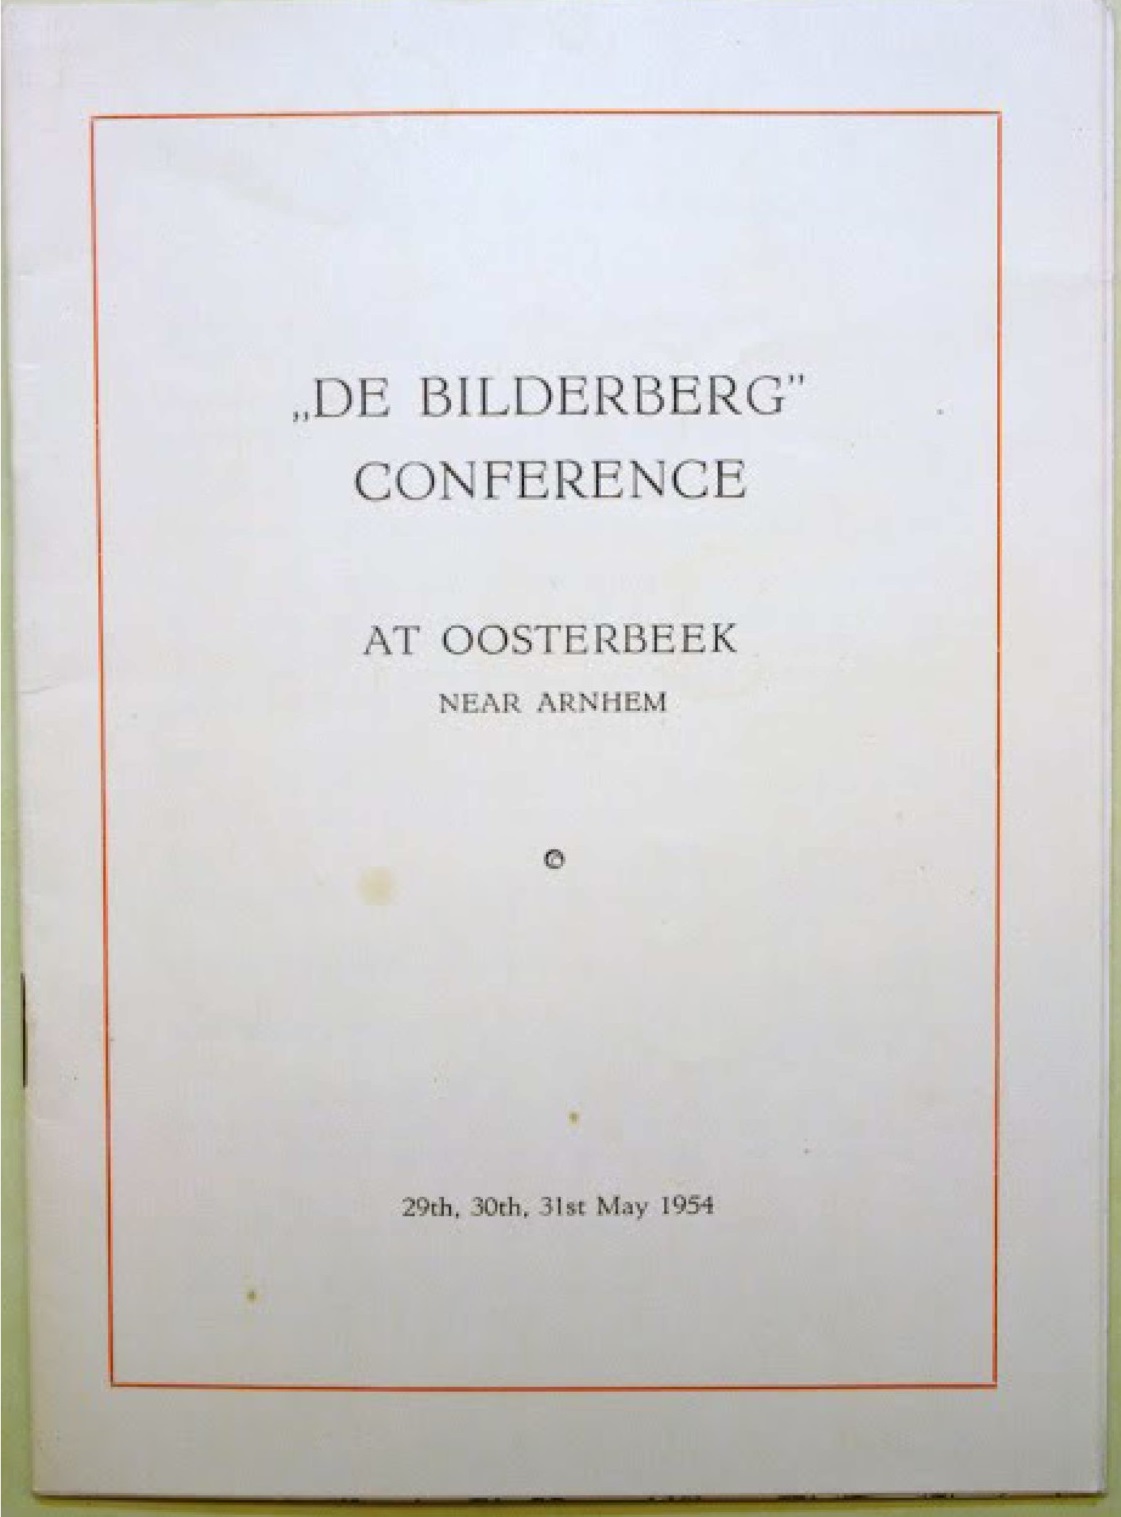 „DE BILDERBERG”
CONFERENCE
AT OOSTERBEEK
NEAR ARNHEM
29th, 30th, 31st May 1954